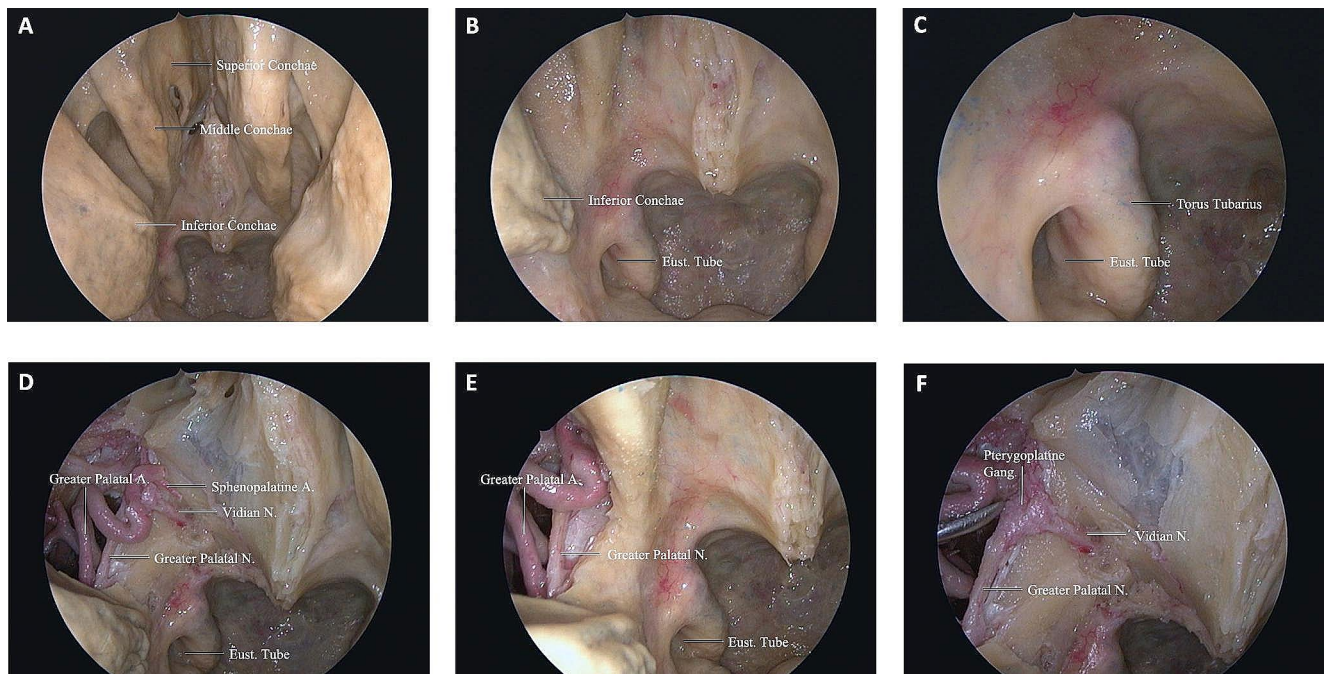 A
Superior Conchae
Middle Conchae
Inferior Conchae
B
Inferior Conchae
Eust. Tube
C
Torus Tubarius
Eust. Tube
D
Greater Palatal A.
Sphenopalatine A.
Vidian N.
Greater Palatal N.
Eust. Tube
E
Greater Palatal A.
Greater Palatal N.
Eust. Tube
F
Pterygoplatine
Gang.
Vidian N.
Greater Palatal N.